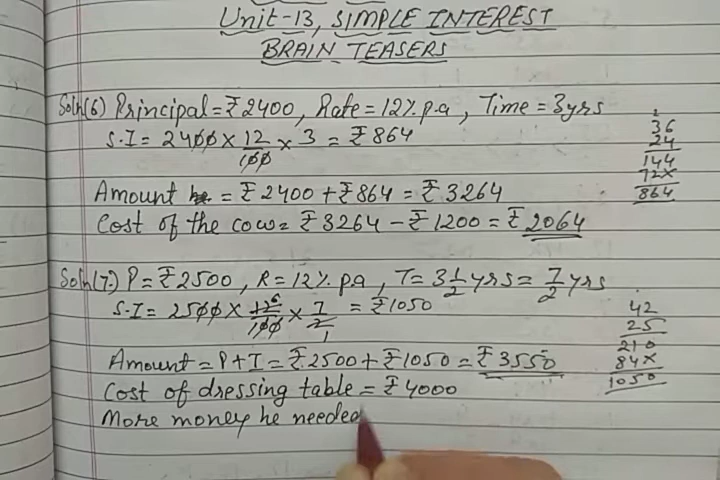 Unit-13, SIMPLE INTEREST
BRAIN TEASERS
Soln(6) Principal = ₹2400, Rate = 12% p.a, Time = 3yrs
S.I = 2400 × 12/100 × 3 = ₹864
Amount = ₹2400 + ₹864 = ₹3264
Cost of the cow = ₹3264 - ₹1200 = ₹2064
2
36
24
144
72×
864
Soln(7.) P = ₹2500, R = 12% p.a, T = 3 1/2 yrs = 7/2 yrs
S.I = 2500 × 12 6/100 × 7/2 1 = ₹1050
Amount = P+I = ₹2500 + ₹1050 = ₹3550
Cost of dressing table = ₹4000
More money he needed
42
25
210
84×
1050